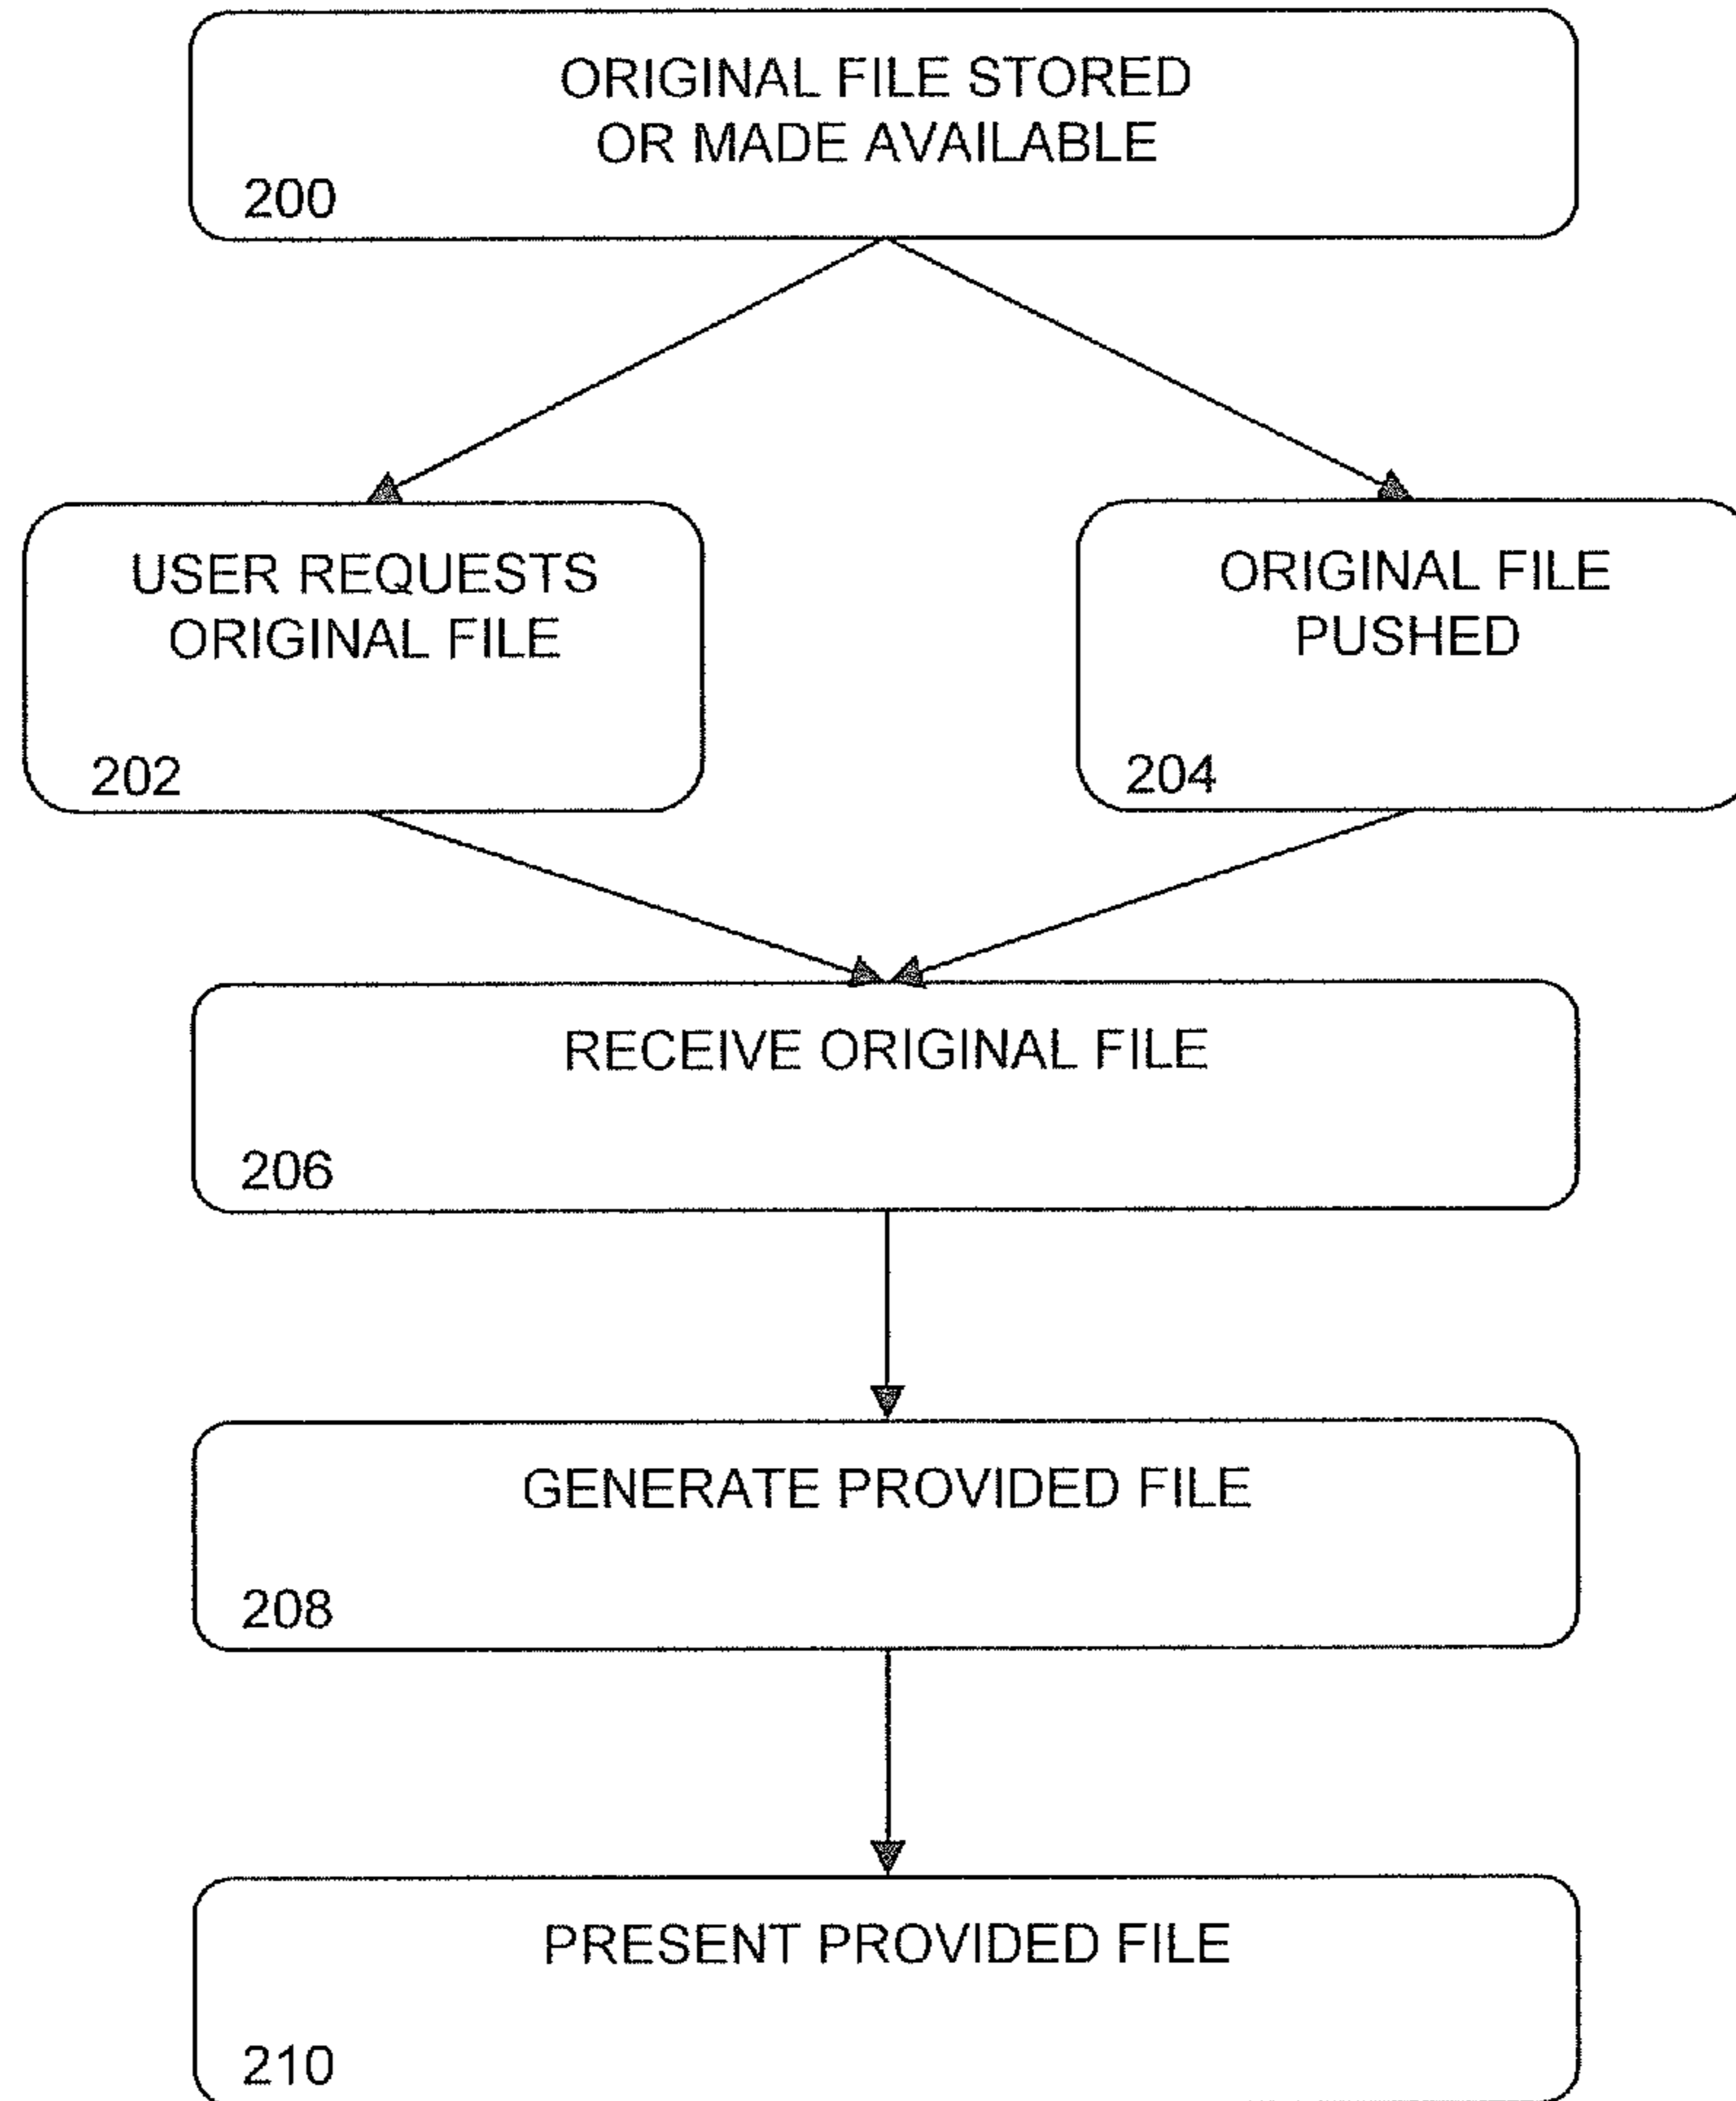 ORIGINAL FILE STORED
OR MADE AVAILABLE
200
USER REQUESTS
ORIGINAL FILE
202
ORIGINAL FILE
PUSHED
204
RECEIVE ORIGINAL FILE
206
GENERATE PROVIDED FILE
208
PRESENT PROVIDED FILE
210